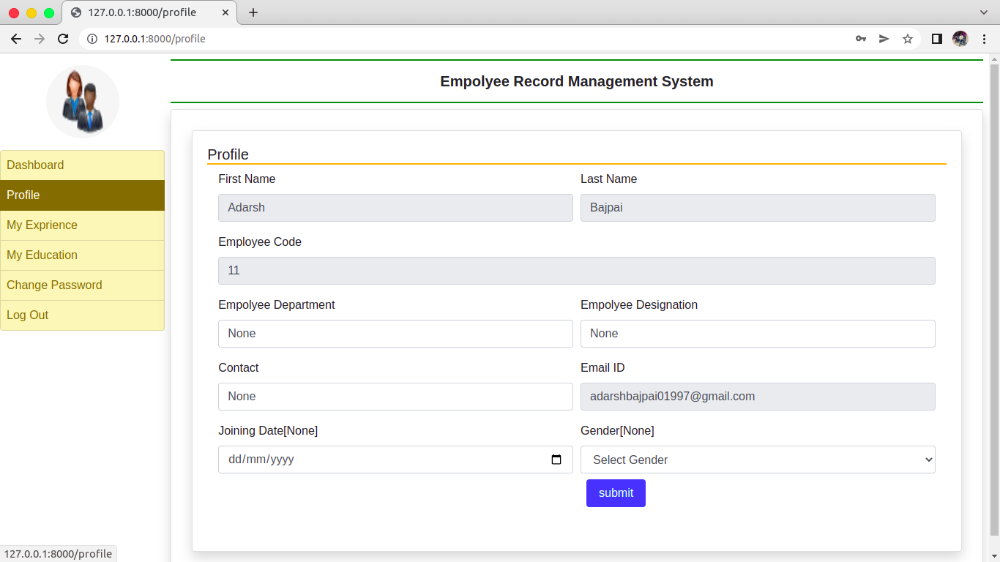 127.0.0.1:8000/profile
127.0.0.1:8000/profile
Empolyee Record Management System
Dashboard
Profile
My Exprience
My Education
Change Password
Log Out
Profile
First Name
Last Name
Adarsh
Bajpai
Employee Code
11
Empolyee Department
Empolyee Designation
None
None
Contact
Email ID
None
adarshbajpai01997@gmail.com
Joining Date[None]
Gender[None]
dd/mm/yyyy
Select Gender
submit
127.0.0.1:8000/profile